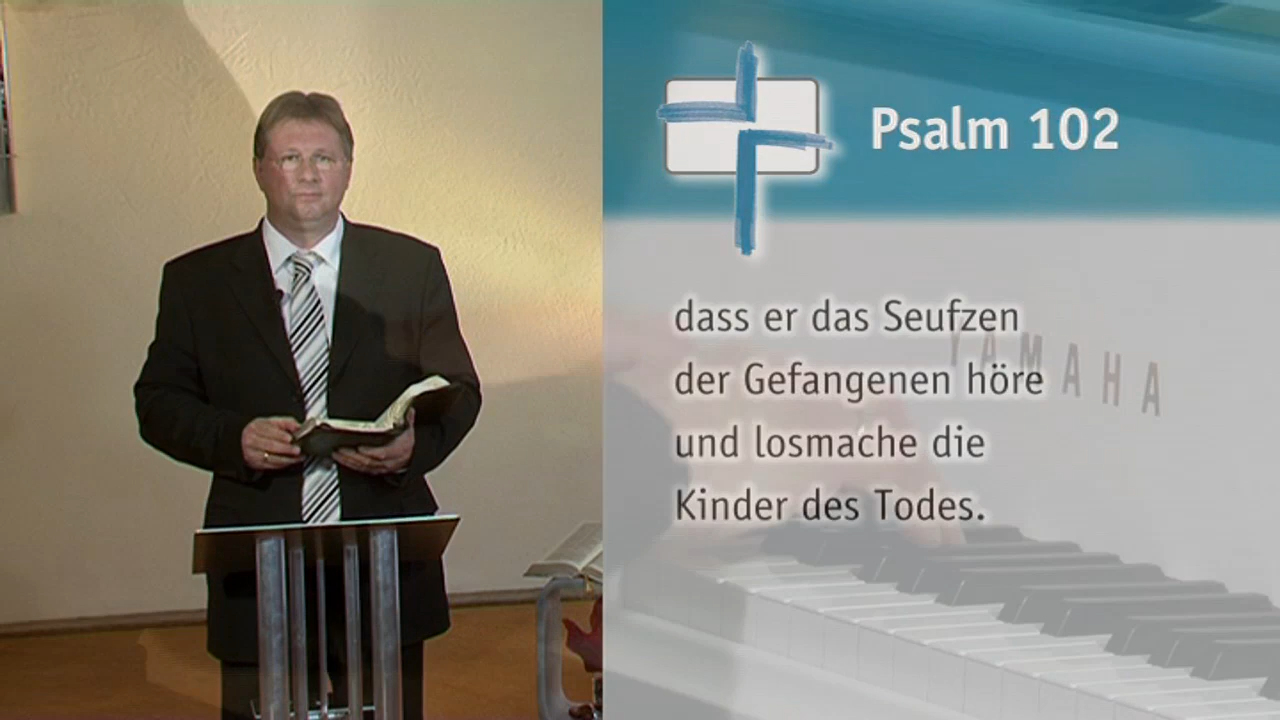 Psalm 102
dass er das Seufzen
der Gefangenen höre
und losmache die
Kinder des Todes.
YAMAHA